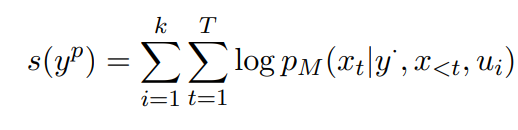 s(y^p) = \sum_{i=1}^{k} \sum_{t=1}^{T} \log p_M(x_t|y^{\cdot}, x_{<t}, u_i)